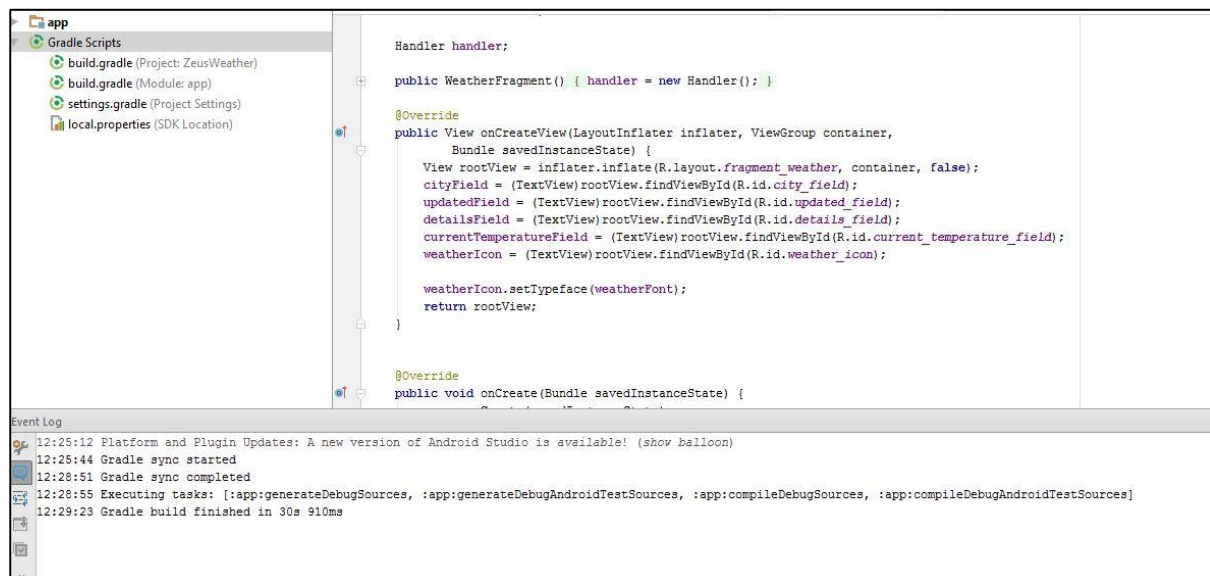 app
Gradle Scripts
build.gradle (Project: ZeusWeather)
build.gradle (Module: app)
settings.gradle (Project Settings)
local.properties (SDK Location)
Handler handler;
public WeatherFragment() { handler = new Handler(); }
@Override
public View onCreateView(LayoutInflater inflater, ViewGroup container,
Bundle savedInstanceState) {
View rootView = inflater.inflate(R.layout.fragment_weather, container, false);
cityField = (TextView)rootView.findViewById(R.id.city_field);
updatedField = (TextView)rootView.findViewById(R.id.updated_field);
detailsField = (TextView)rootView.findViewById(R.id.details_field);
currentTemperatureField = (TextView)rootView.findViewById(R.id.current_temperature_field);
weatherIcon = (TextView)rootView.findViewById(R.id.weather_icon);
weatherIcon.setTypeface(weatherFont);
return rootView;
}
@Override
public void onCreate(Bundle savedInstanceState) {
Event Log
12:25:12 Platform and Plugin Updates: A new version of Android Studio is available! (show balloon)
12:25:44 Gradle sync started
12:28:51 Gradle sync completed
12:28:55 Executing tasks: [:app:generateDebugSources, :app:generateDebugAndroidTestSources, :app:compileDebugSources, :app:compileDebugAndroidTestSources]
12:29:23 Gradle build finished in 30s 910ms